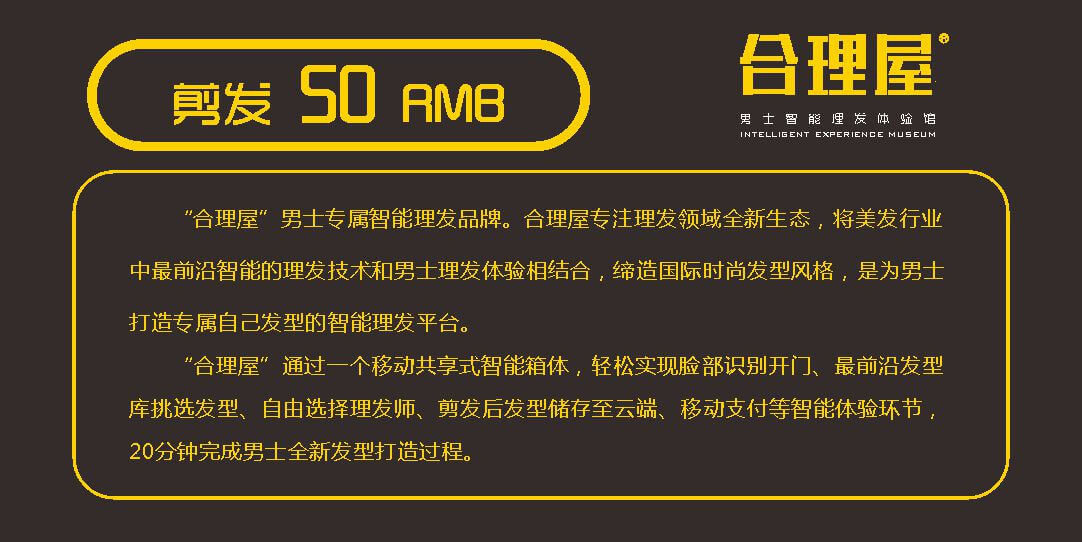 剪发 50 RMB
合理屋®
男士智能理发体验馆
INTELLIGENT EXPERIENCE MUSEUM
“合理屋”男士专属智能理发品牌。合理屋专注理发领域全新生态，将美发行业
中最前沿智能的理发技术和男士理发体验相结合，缔造国际时尚发型风格，是为男士
打造专属自己发型的智能理发平台。
“合理屋”通过一个移动共享式智能箱体，轻松实现脸部识别开门、最前沿发型
库挑选发型、自由选择理发师、剪发后发型储存至云端、移动支付等智能体验环节，
20分钟完成男士全新发型打造过程。